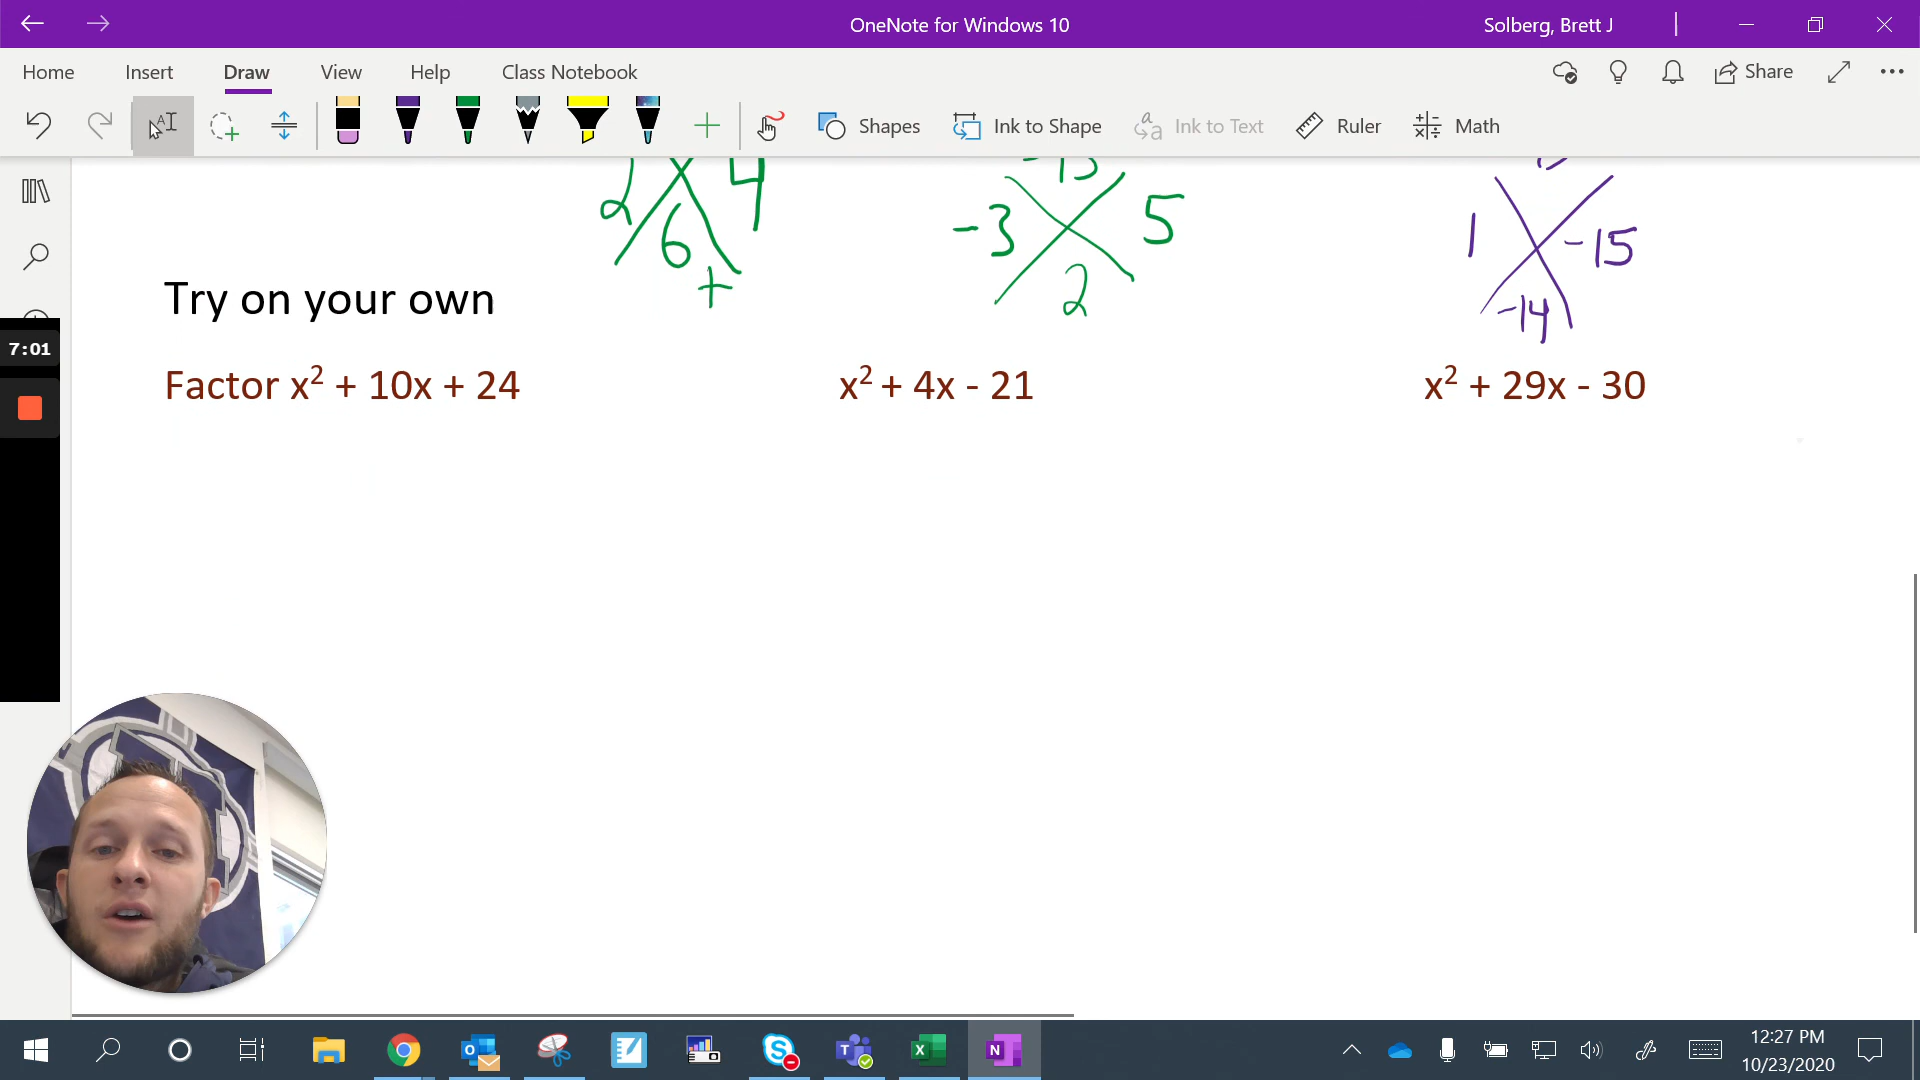 OneNote for Windows 10
Solberg, Brett J
Home Insert Draw View Help Class Notebook
Share
Shapes Ink to Shape Ink to Text Ruler Math
2 4
6
+
-3 5
2
1 -15
-14
Try on your own
7:01
Factor x² + 10x + 24
x² + 4x - 21
x² + 29x - 30
12:27 PM
10/23/2020